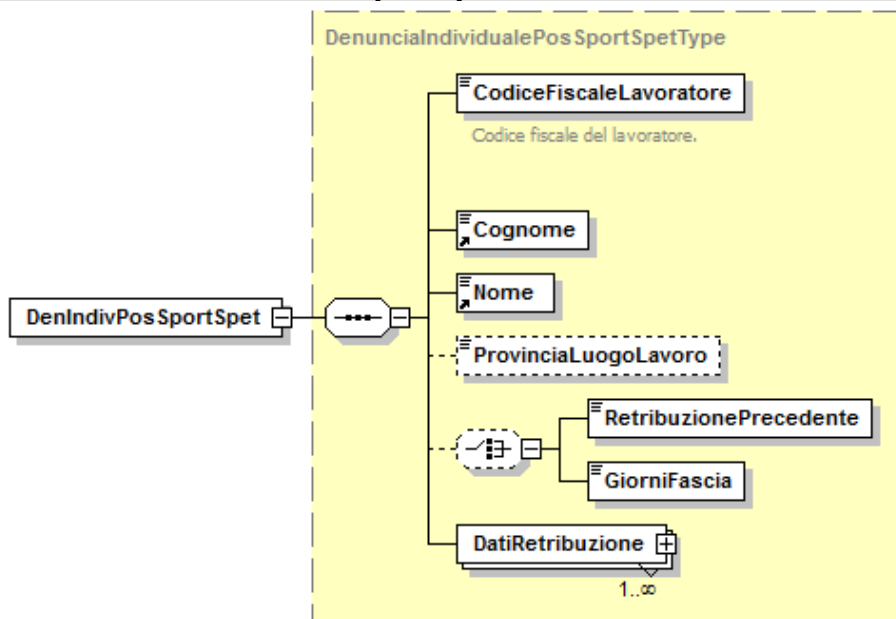 DenunciaIndividualePosSportSpetType
CodiceFiscaleLavoratore
Codice fiscale del lavoratore.
Cognome
Nome
DenIndivPosSportSpet
ProvinciaLuogoLavoro
RetribuzionePrecedente
GiorniFascia
DatiRetribuzione
1..∞